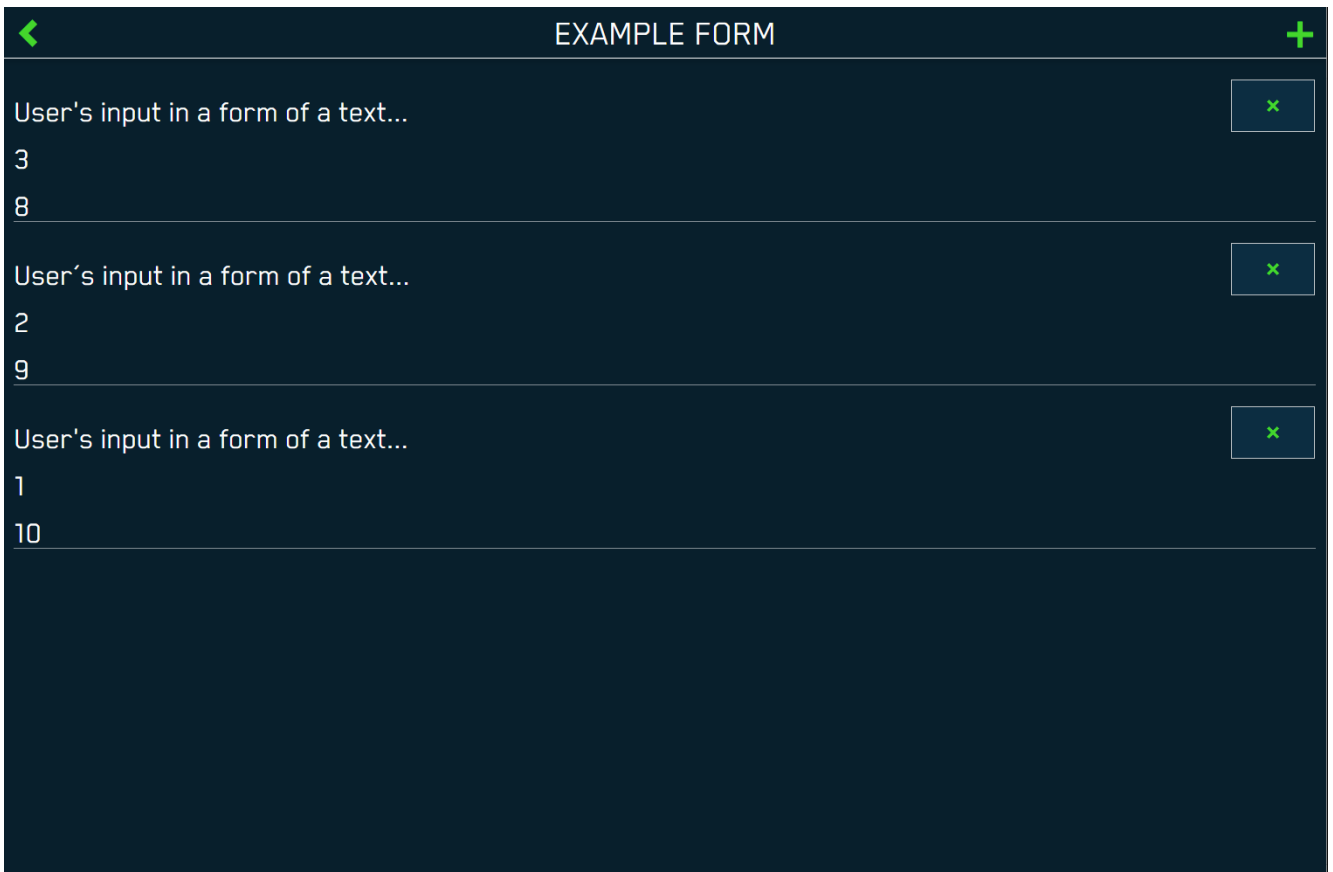 EXAMPLE FORM
User's input in a form of a text...
3
8
User´s input in a form of a text...
2
9
User's input in a form of a text...
1
10